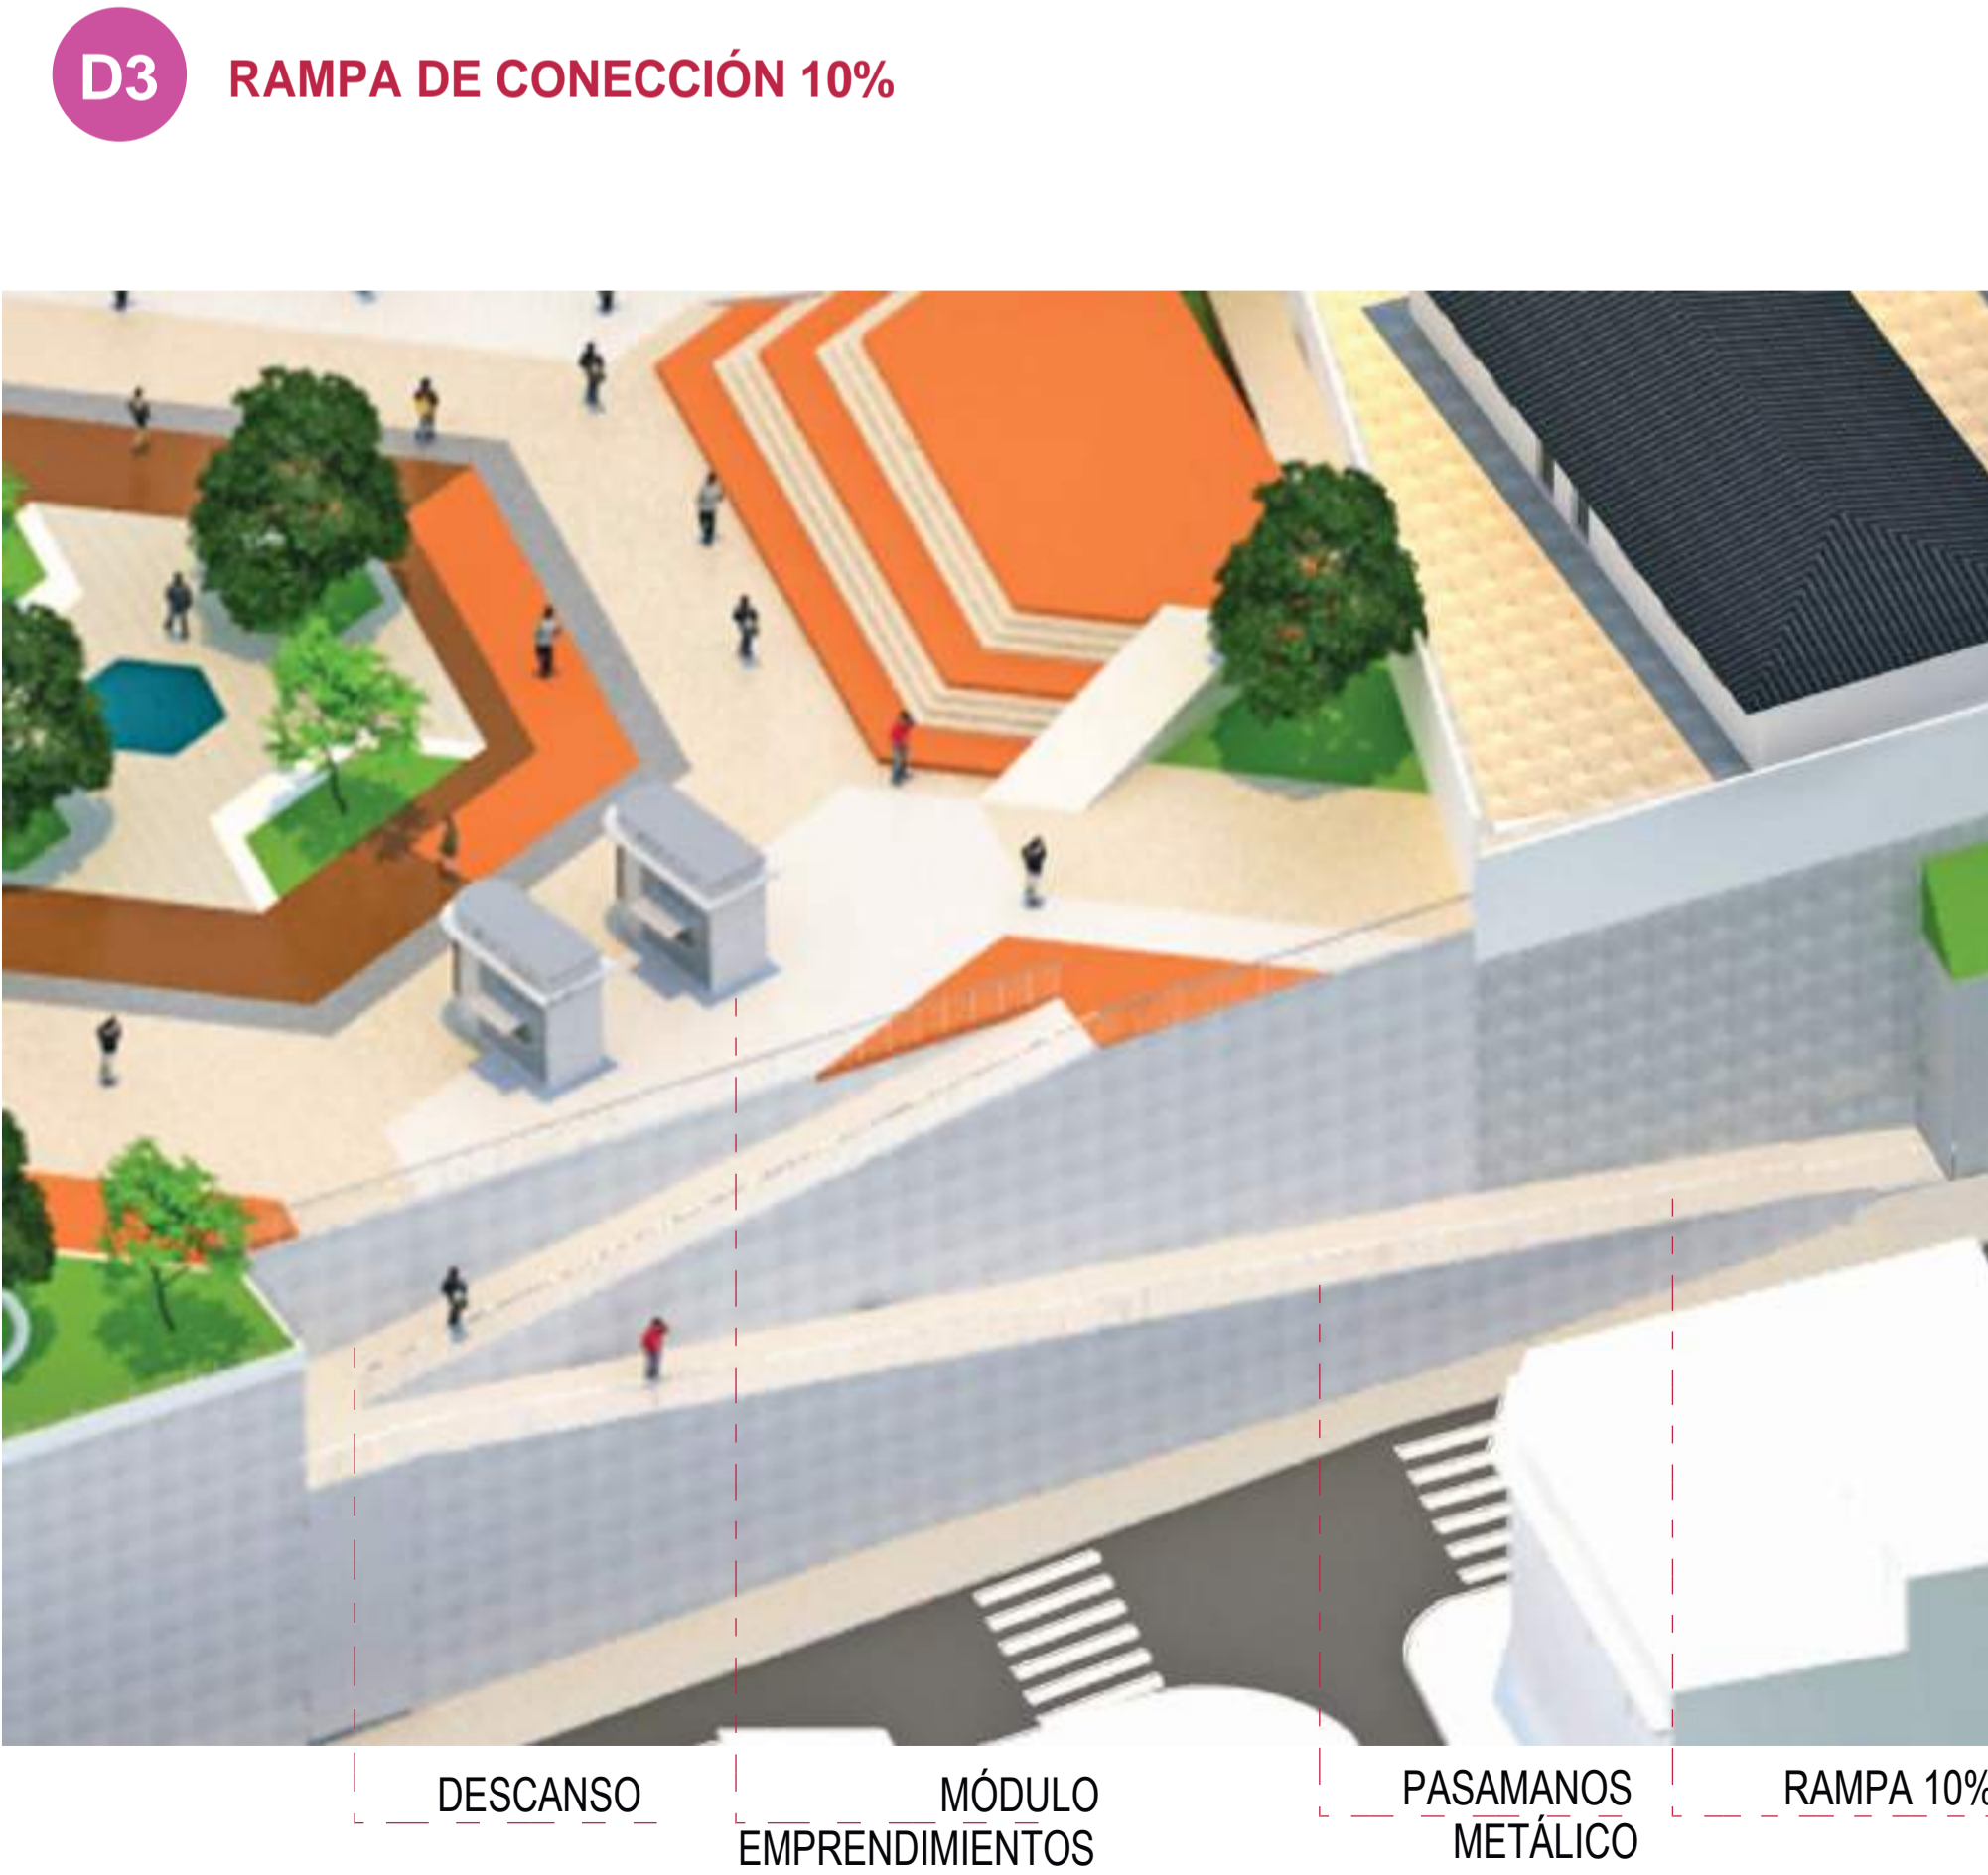 D3
RAMPA DE CONECCIÓN 10%
DESCANSO
MÓDULO
EMPRENDIMIENTOS
PASAMANOS
METÁLICO
RAMPA 10%